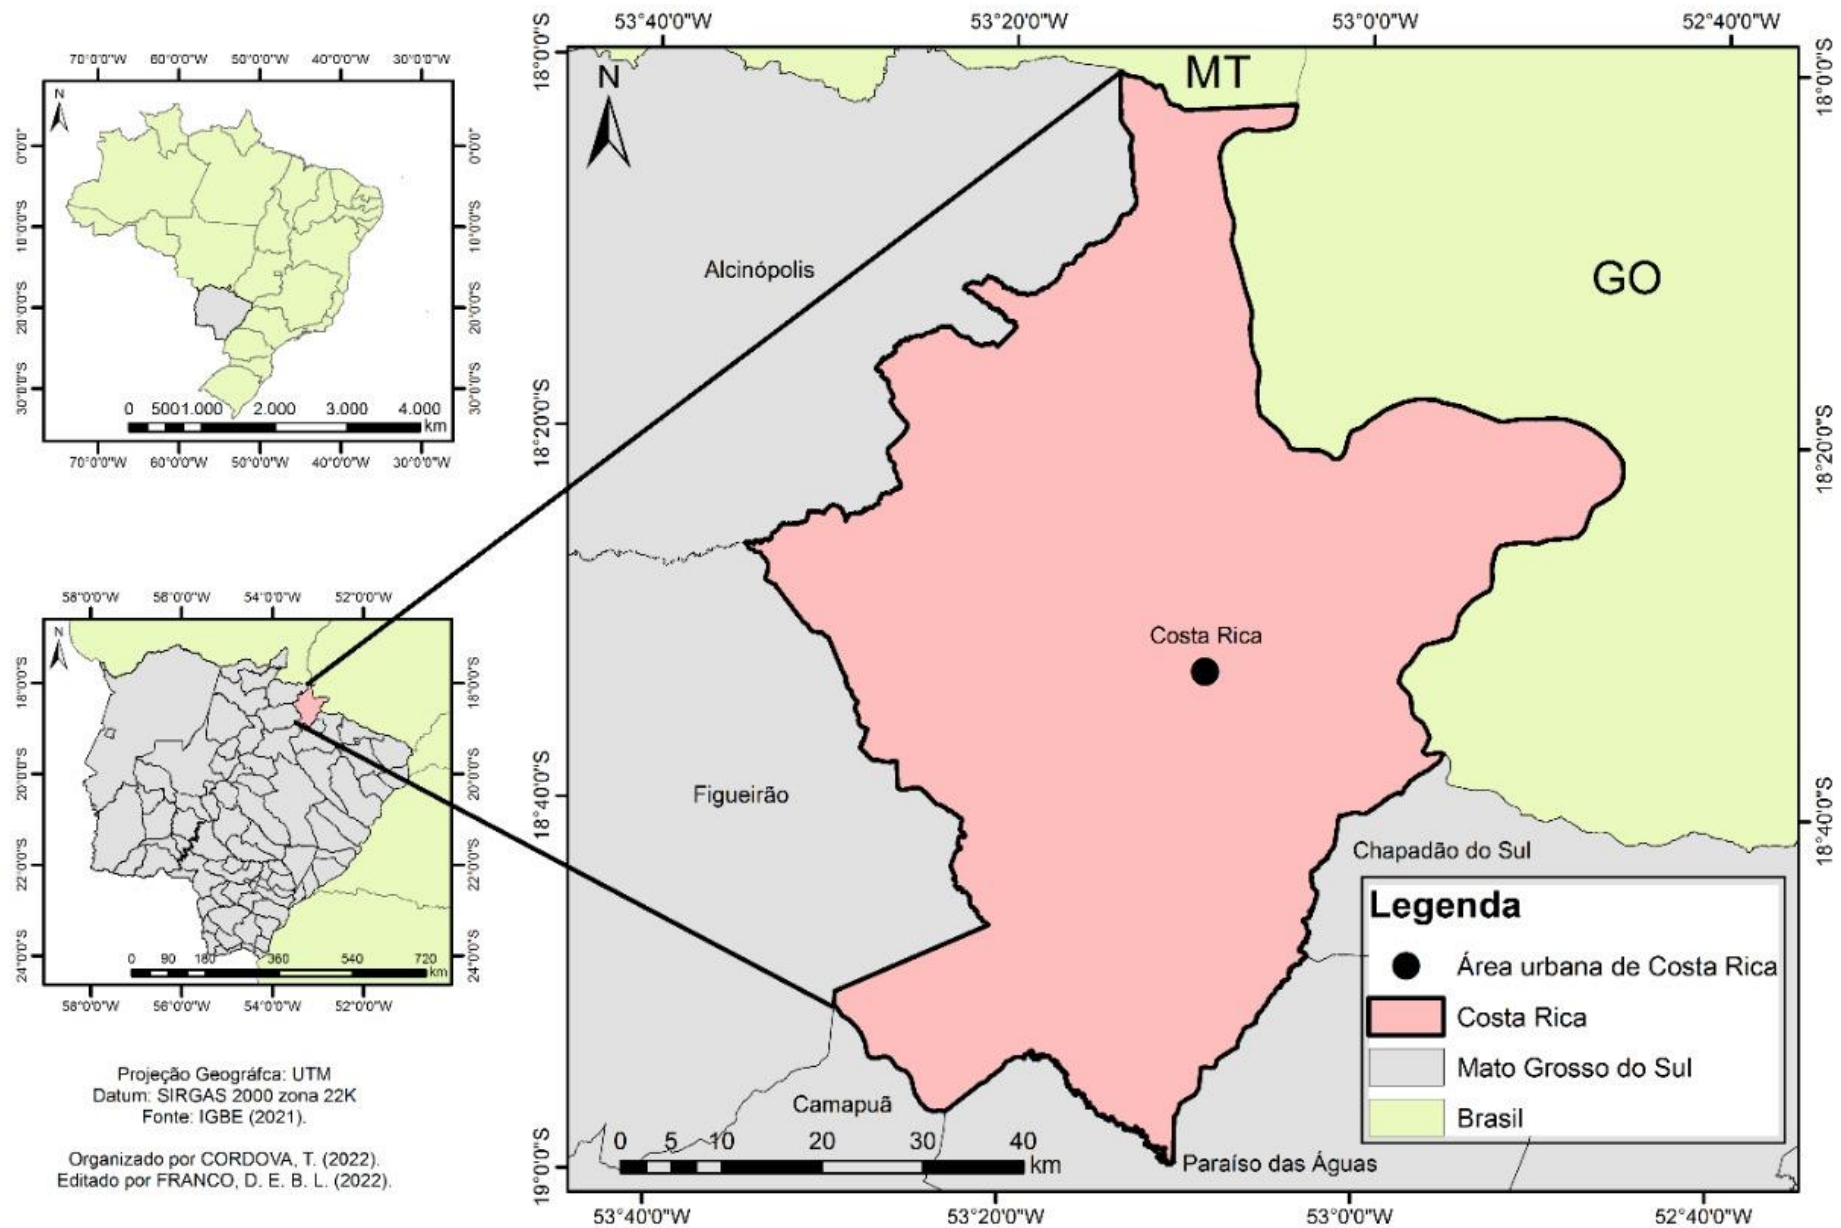 70°0'0"W 60°0'0"W 50°0'0"W 40°0'0"W 30°0'0"W
N
0°0'0"
10°0'0"S
20°0'0"S
30°0'0"S
0°0'0"
10°0'0"S
20°0'0"S
30°0'0"S
0 500 1.000 2.000 3.000 4.000
km
70°0'0"W 60°0'0"W 50°0'0"W 40°0'0"W 30°0'0"W
58°0'0"W 56°0'0"W 54°0'0"W 52°0'0"W
N
18°0'0"S
20°0'0"S
22°0'0"S
24°0'0"S
18°0'0"S
20°0'0"S
22°0'0"S
24°0'0"S
0 90 180 360 540 720
km
58°0'0"W 56°0'0"W 54°0'0"W 52°0'0"W
Projeção Geográfca: UTM
Datum: SIRGAS 2000 zona 22K
Fonte: IGBE (2021).
Organizado por CORDOVA, T. (2022).
Editado por FRANCO, D. E. B. L. (2022).
53°40'0"W 53°20'0"W 53°0'0"W 52°40'0"W
18°0'0"S
18°20'0"S
18°40'0"S
19°0'0"S
18°0'0"S
18°20'0"S
18°40'0"S
N
MT
GO
Alcinópolis
Costa Rica
Figueirão
Chapadão do Sul
Camapuã
Paraíso das Águas
Legenda
Área urbana de Costa Rica
Costa Rica
Mato Grosso do Sul
Brasil
0 5 10 20 30 40
km
53°40'0"W 53°20'0"W 53°0'0"W 52°40'0"W